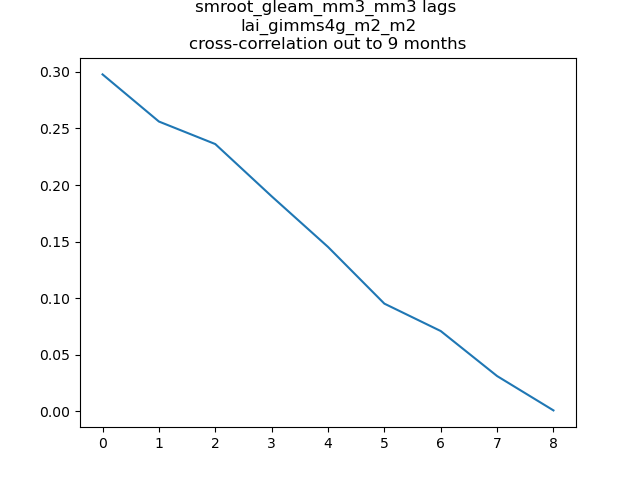 smroot_gleam_mm3_mm3 lags
lai_gimms4g_m2_m2
cross-correlation out to 9 months
0.30
0.25
0.20
0.15
0.10
0.05
0.00
0 1 2 3 4 5 6 7 8